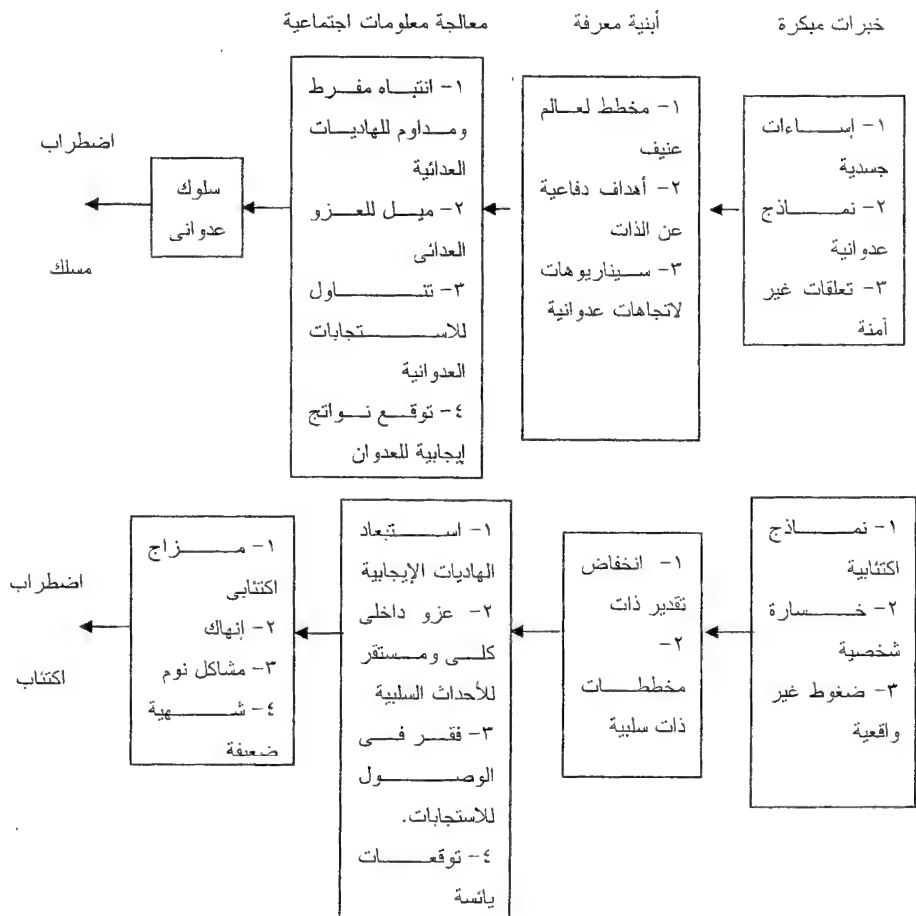 خبرات مبكرة
أبنية معرفة
معالجة معلومات اجتماعية
١- إساءات
جسدية
٢- نماذج
عدوانية
٣- تعلقات غير
آمنة
١- مخطط لعالم
عنيف
٢- أهداف دفاعية
عن الذات
٣- سيناريوهات
لاتجاهات عدوانية
١- انتباه مفرط
ومداوم للهاديات
العدائية
٢- ميل للعزو
العدائى
٣- تناول
للاستجابات
العدوانية
٤- توقع نواتج
إيجابية للعدوان
سلوك
عدوانى
اضطراب
مسلك
١- نماذج
اكتئابية
٢- خسارة
شخصية
٣- ضغوط غير
واقعية
١- انخفاض
تقدير ذات
٢-
مخططات
ذات سلبية
١- استبعاد
الهاديات الإيجابية
٢- عزو داخلى
كلى ومستقر
للأحداث السلبية
٣- فقر فى
الوصول
للاستجابات.
٤- توقعات
يائسة
١- مزاج
اكتئابى
٢- إنهاك
٣- مشاكل نوم
٤- شهية
ضعيفة
اضطراب
اكتئاب